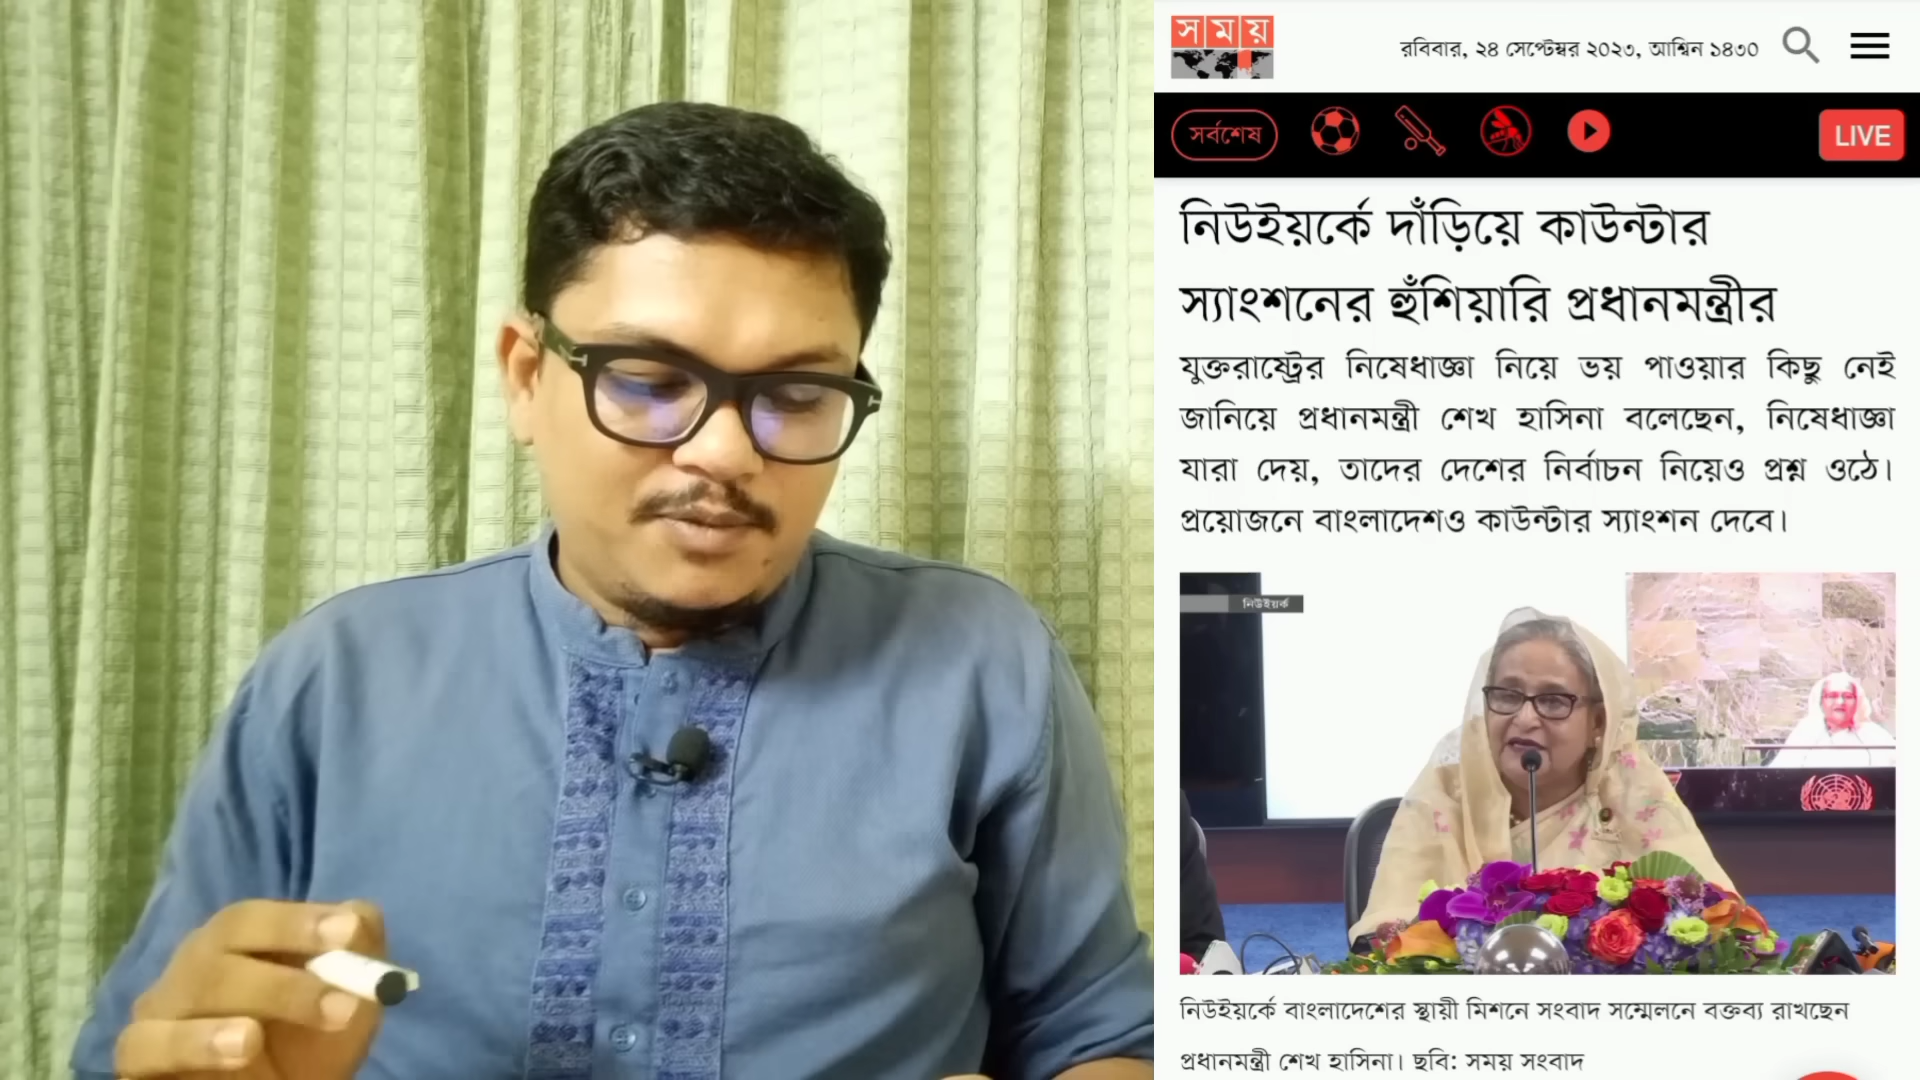 সময়
রবিবার, ২৪ সেপ্টেম্বর ২০২৩, আশ্বিন ১৪৩০
সর্বশেষ
LIVE
নিউইয়র্কে দাঁড়িয়ে কাউন্টার
স্যাংশনের হুঁশিয়ারি প্রধানমন্ত্রীর
যুক্তরাষ্ট্রের নিষেধাজ্ঞা নিয়ে ভয় পাওয়ার কিছু নেই
জানিয়ে প্রধানমন্ত্রী শেখ হাসিনা বলেছেন, নিষেধাজ্ঞা
যারা দেয়, তাদের দেশের নির্বাচন নিয়েও প্রশ্ন ওঠে।
প্রয়োজনে বাংলাদেশও কাউন্টার স্যাংশন দেবে।
নিউইয়র্ক
নিউইয়র্কে বাংলাদেশের স্থায়ী মিশনে সংবাদ সম্মেলনে বক্তব্য রাখছেন
প্রধানমন্ত্রী শেখ হাসিনা। ছবি: সময় সংবাদ